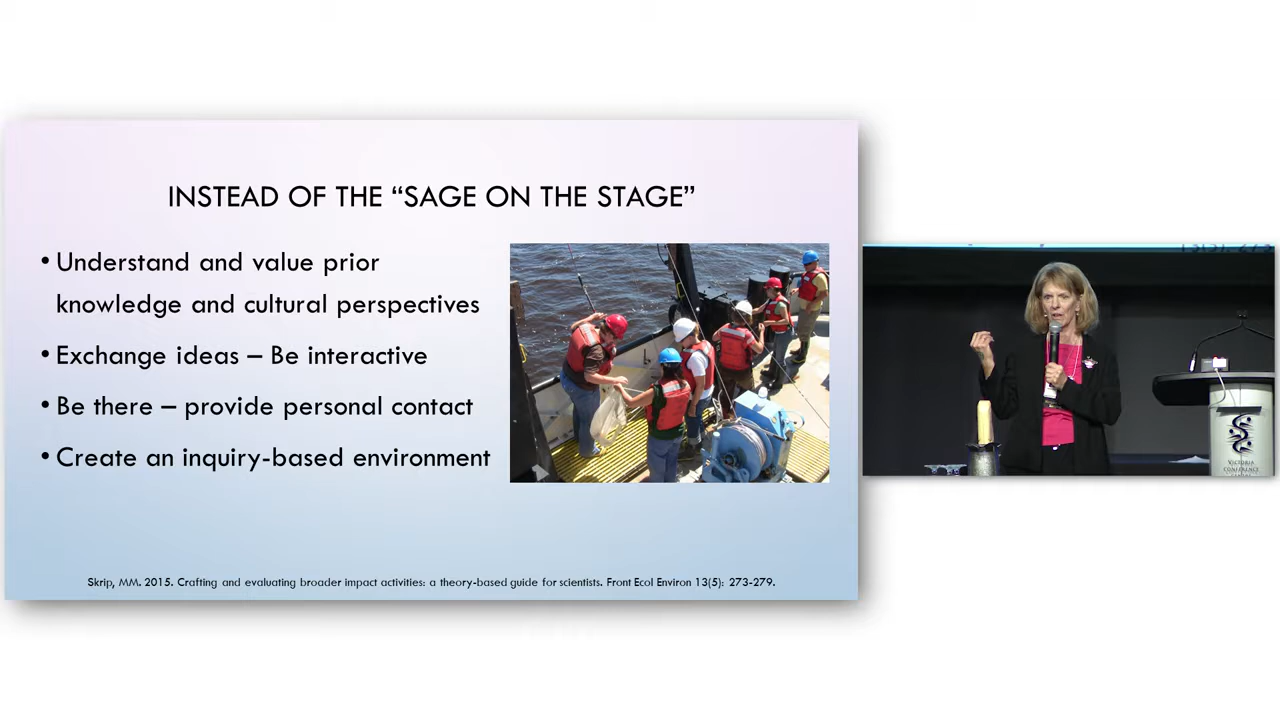 INSTEAD OF THE “SAGE ON THE STAGE”
• Understand and value prior
knowledge and cultural perspectives
• Exchange ideas – Be interactive
• Be there – provide personal contact
• Create an inquiry-based environment
Skrip, MM. 2015. Crafting and evaluating broader impact activities: a theory-based guide for scientists. Front Ecol Environ 13(5): 273-279.
VICTORIA
CONFERENCE